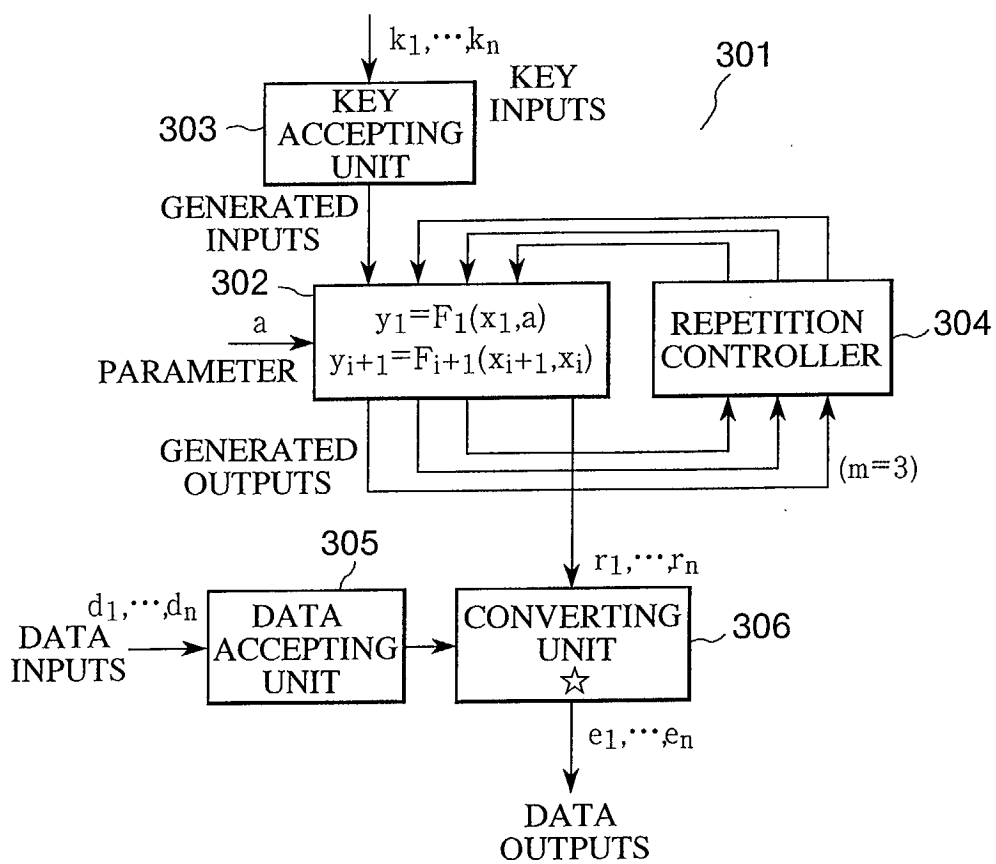 k1,···,kn
KEY
INPUTS
301
303
KEY
ACCEPTING
UNIT
GENERATED
INPUTS
302
a
PARAMETER
y1=F1(x1,a)
yi+1=Fi+1(xi+1,xi)
REPETITION
CONTROLLER
304
GENERATED
OUTPUTS
(m=3)
305
r1,···,rn
d1,···,dn
DATA
INPUTS
DATA
ACCEPTING
UNIT
CONVERTING
UNIT
☆
306
e1,···,en
DATA
OUTPUTS